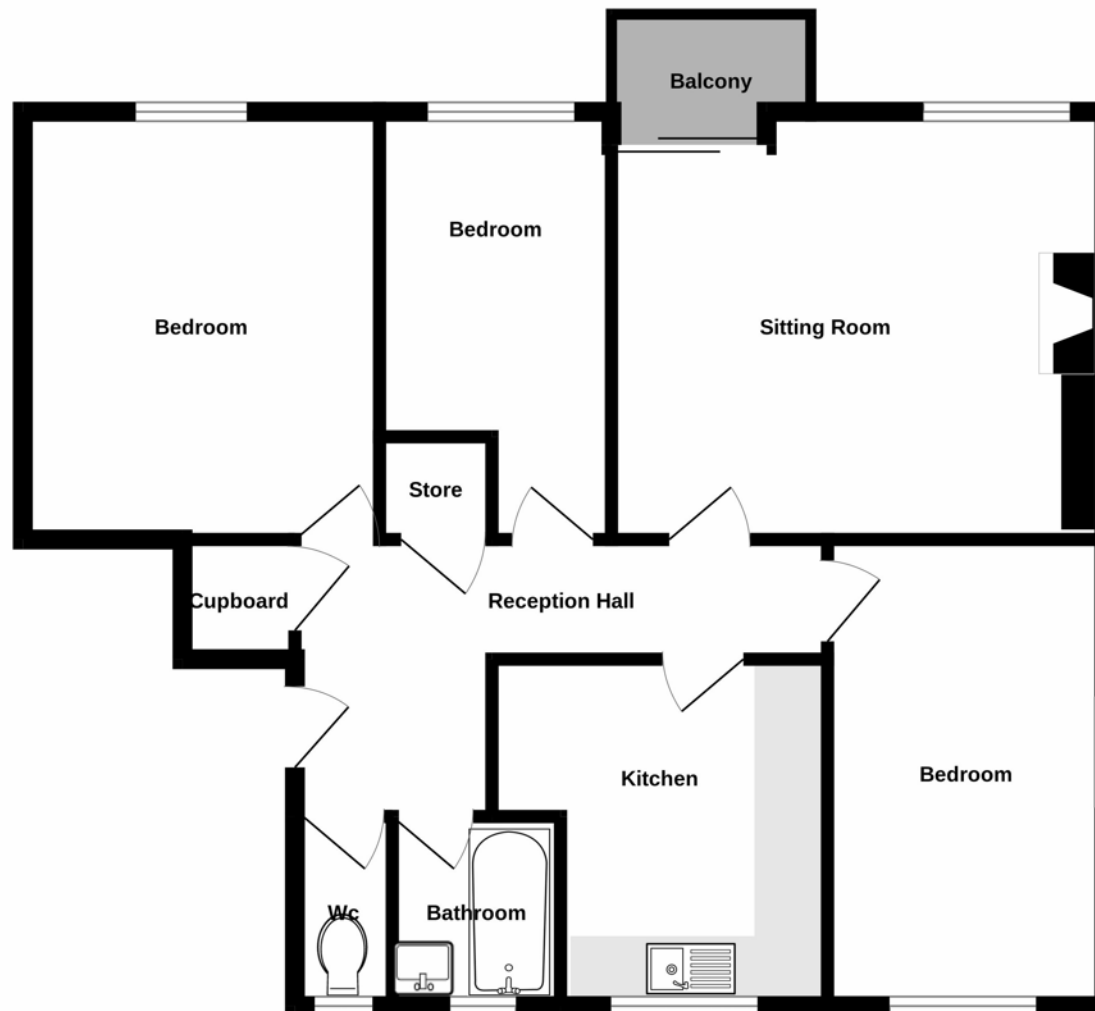 Balcony
Bedroom
Bedroom
Sitting Room
Store
Cupboard
Reception Hall
Kitchen
Bedroom
Wc
Bathroom